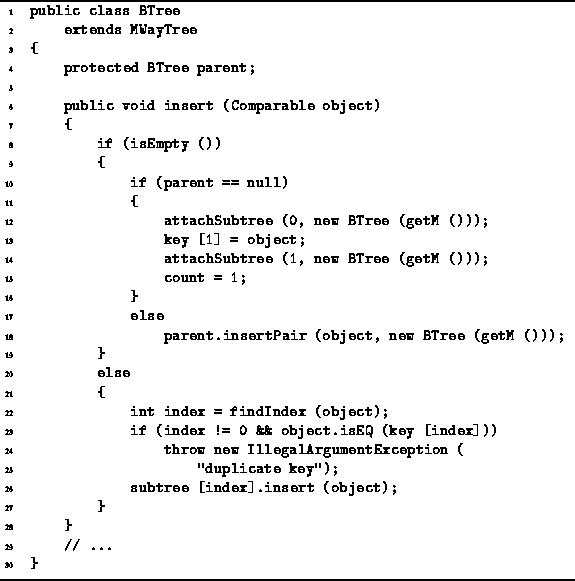 1 public class BTree
2 extends MWayTree
3 {
4 protected BTree parent;
5
6 public void insert (Comparable object)
7 {
8 if (isEmpty ())
9 {
10 if (parent == null)
11 {
12 attachSubtree (0, new BTree (getM ()));
13 key [1] = object;
14 attachSubtree (1, new BTree (getM ()));
15 count = 1;
16 }
17 else
18 parent.insertPair (object, new BTree (getM ()));
19 }
20 else
21 {
22 int index = findIndex (object);
23 if (index != 0 && object.isEQ (key [index]))
24 throw new IllegalArgumentException (
25 "duplicate key");
26 subtree [index].insert (object);
27 }
28 }
29 // ...
30 }